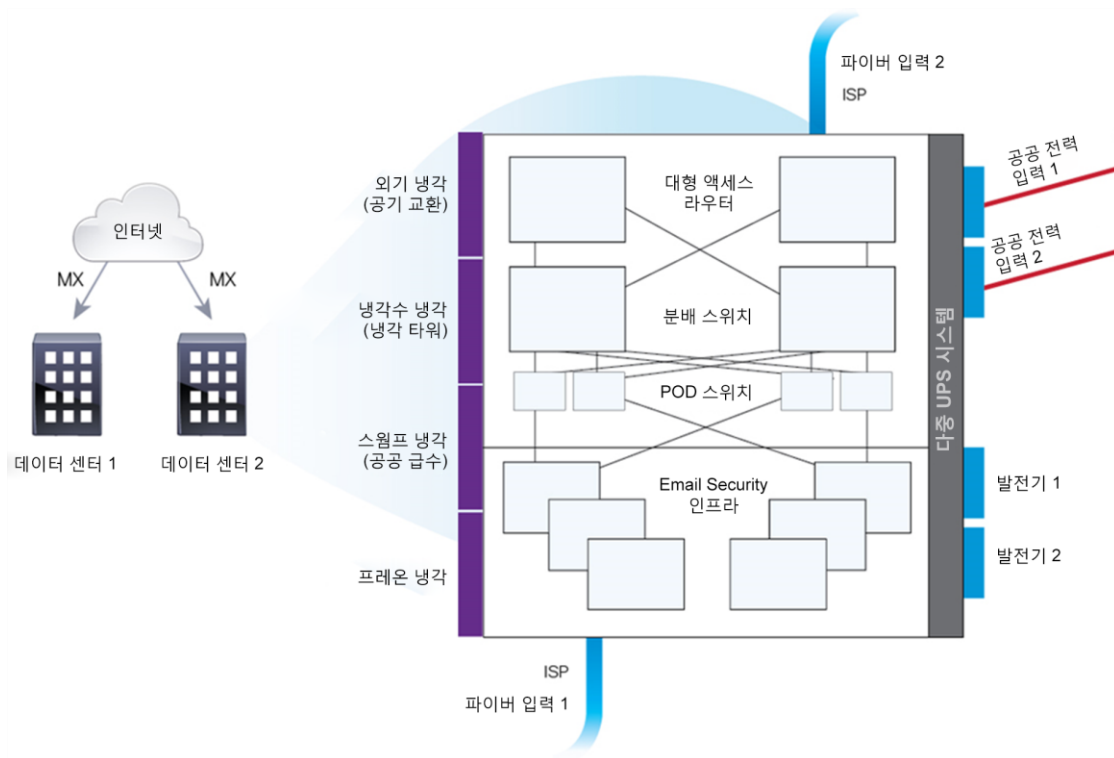 인터넷
MX
MX
데이터 센터 1
데이터 센터 2
외기 냉각
(공기 교환)
냉각수 냉각
(냉각 타워)
스웜프 냉각
(공공 급수)
프레온 냉각
파이버 입력 2
ISP
대형 액세스
라우터
분배 스위치
POD 스위치
Email Security
인프라
다중 UPS 시스템
공공 전력
입력 1
공공 전력
입력 2
발전기 1
발전기 2
ISP
파이버 입력 1